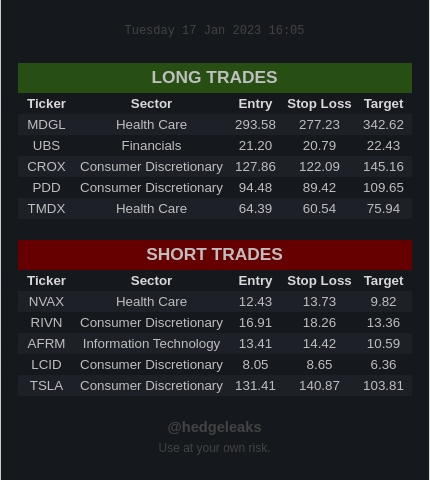 Tuesday 17 Jan 2023 16:05
LONG TRADES
Ticker Sector Entry Stop Loss Target
MDGL Health Care 293.58 277.23 342.62
UBS Financials 21.20 20.79 22.43
CROX Consumer Discretionary 127.86 122.09 145.16
PDD Consumer Discretionary 94.48 89.42 109.65
TMDX Health Care 64.39 60.54 75.94
SHORT TRADES
Ticker Sector Entry Stop Loss Target
NVAX Health Care 12.43 13.73 9.82
RIVN Consumer Discretionary 16.91 18.26 13.36
AFRM Information Technology 13.41 14.42 10.59
LCID Consumer Discretionary 8.05 8.65 6.36
TSLA Consumer Discretionary 131.41 140.87 103.81
@hedgeleaks
Use at your own risk.